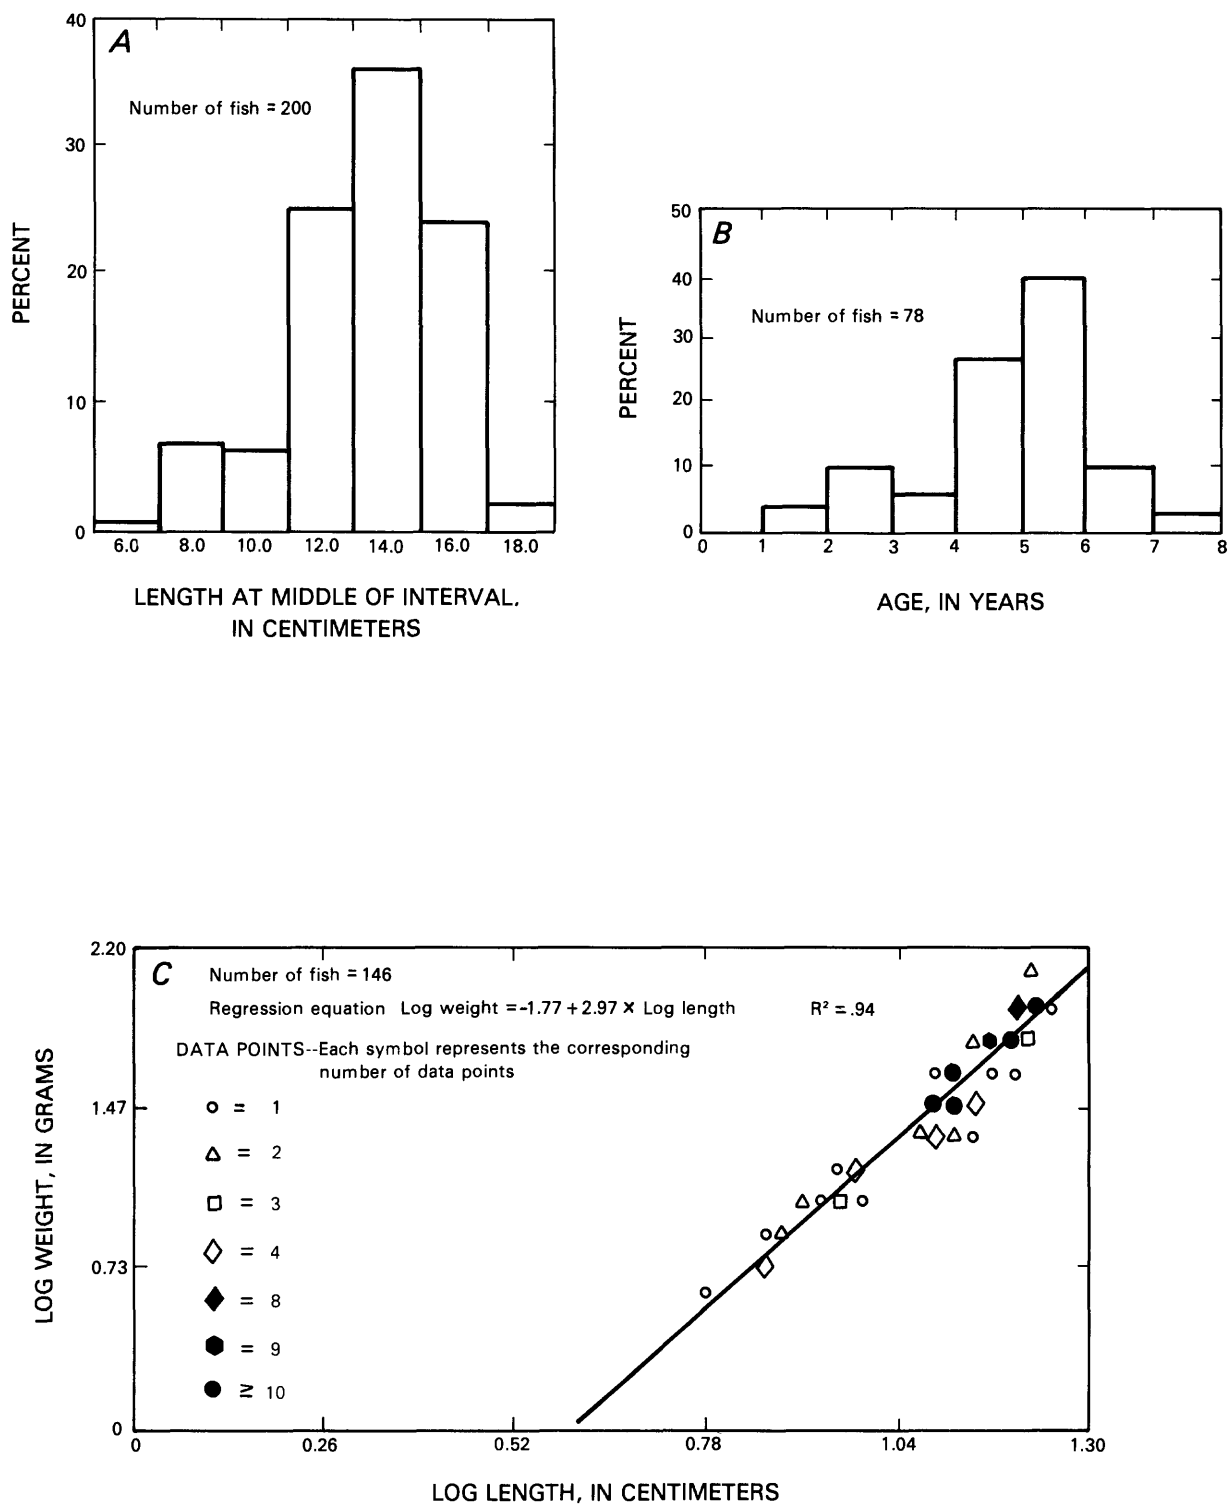 A
Number of fish = 200
PERCENT
40
30
20
10
0
6.0 8.0 10.0 12.0 14.0 16.0 18.0
LENGTH AT MIDDLE OF INTERVAL,
IN CENTIMETERS
B
Number of fish = 78
PERCENT
50
40
30
20
10
0
0 1 2 3 4 5 6 7 8
AGE, IN YEARS
C
Number of fish = 146
Regression equation Log weight = -1.77 + 2.97 × Log length R² = .94
DATA POINTS--Each symbol represents the corresponding
number of data points
○ = 1
△ = 2
□ = 3
◇ = 4
◆ = 8
⬢ = 9
● ≥ 10
LOG WEIGHT, IN GRAMS
2.20
1.47
0.73
0
0 0.26 0.52 0.78 1.04 1.30
LOG LENGTH, IN CENTIMETERS